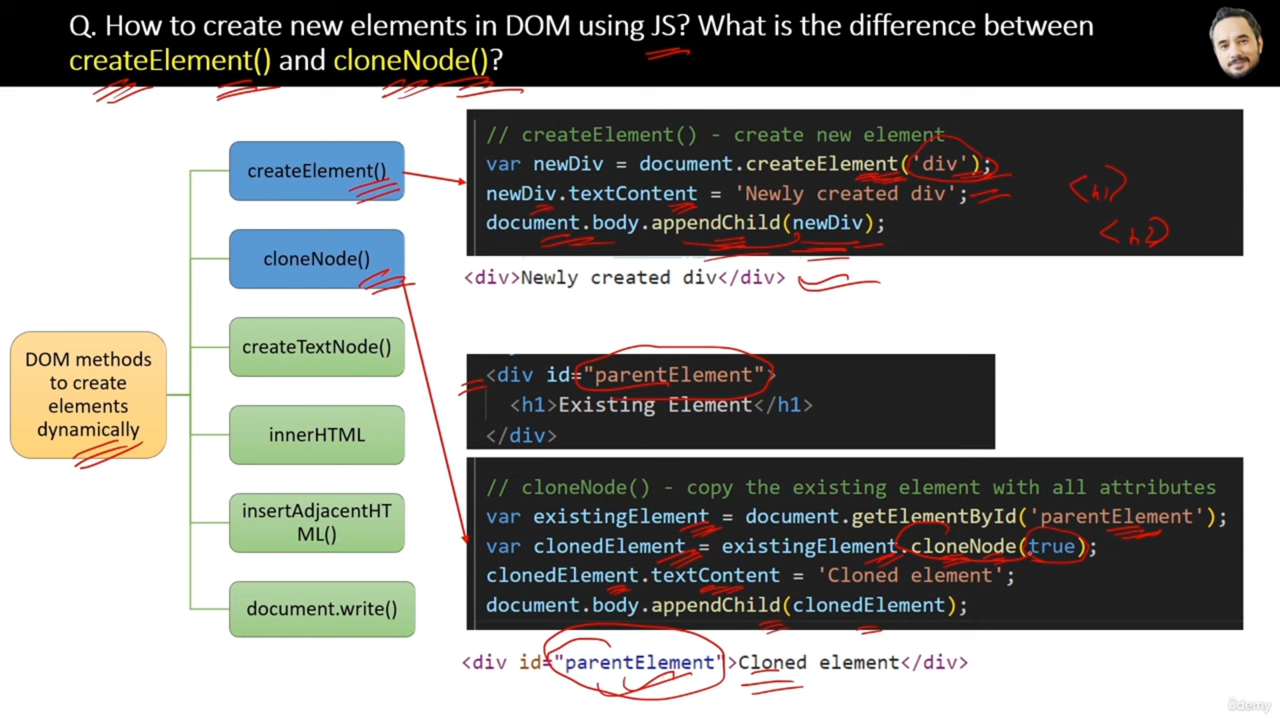 Q. How to create new elements in DOM using JS? What is the difference between
createElement() and cloneNode()?
DOM methods
to create
elements
dynamically
createElement()
cloneNode()
createTextNode()
innerHTML
insertAdjacentHT
ML()
document.write()
// createElement() - create new element
var newDiv = document.createElement('div');
newDiv.textContent = 'Newly created div';
document.body.appendChild(newDiv);
<h1>
<h2>
<div>Newly created div</div>
<div id="parentElement">
<h1>Existing Element</h1>
</div>
// cloneNode() - copy the existing element with all attributes
var existingElement = document.getElementById('parentElement');
var clonedElement = existingElement.cloneNode(true);
clonedElement.textContent = 'Cloned element';
document.body.appendChild(clonedElement);
<div id="parentElement">Cloned element</div>
ûdemy